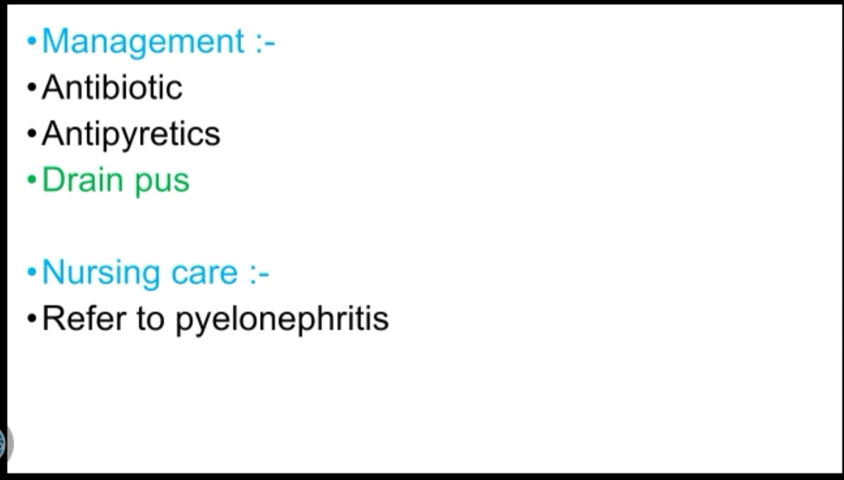 •Management :-
•Antibiotic
•Antipyretics
•Drain pus
•Nursing care :-
•Refer to pyelonephritis